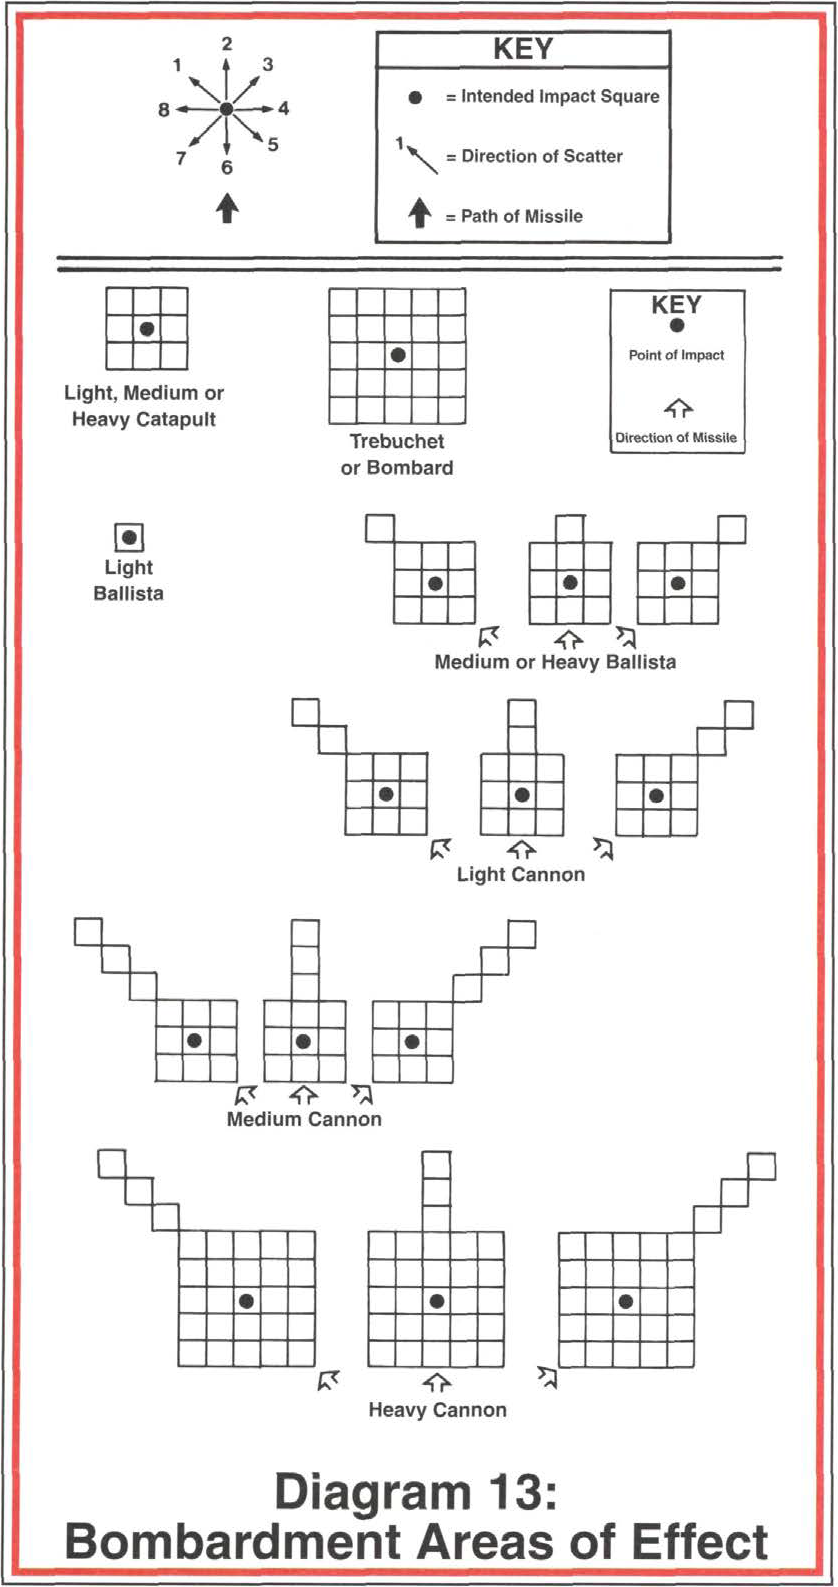 2
1
3
8
4
7
5
6
KEY
= Intended Impact Square
1
= Direction of Scatter
= Path of Missile
Light, Medium or
Heavy Catapult
Trebuchet
or Bombard
KEY
Point of Impact
Direction of Missile
Light
Ballista
Medium or Heavy Ballista
Light Cannon
Medium Cannon
Heavy Cannon
Diagram 13:
Bombardment Areas of Effect